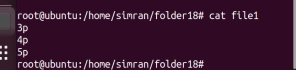 root@ubuntu:/home/simran/folder18# cat file1
3p
4p
5p
root@ubuntu:/home/simran/folder18#